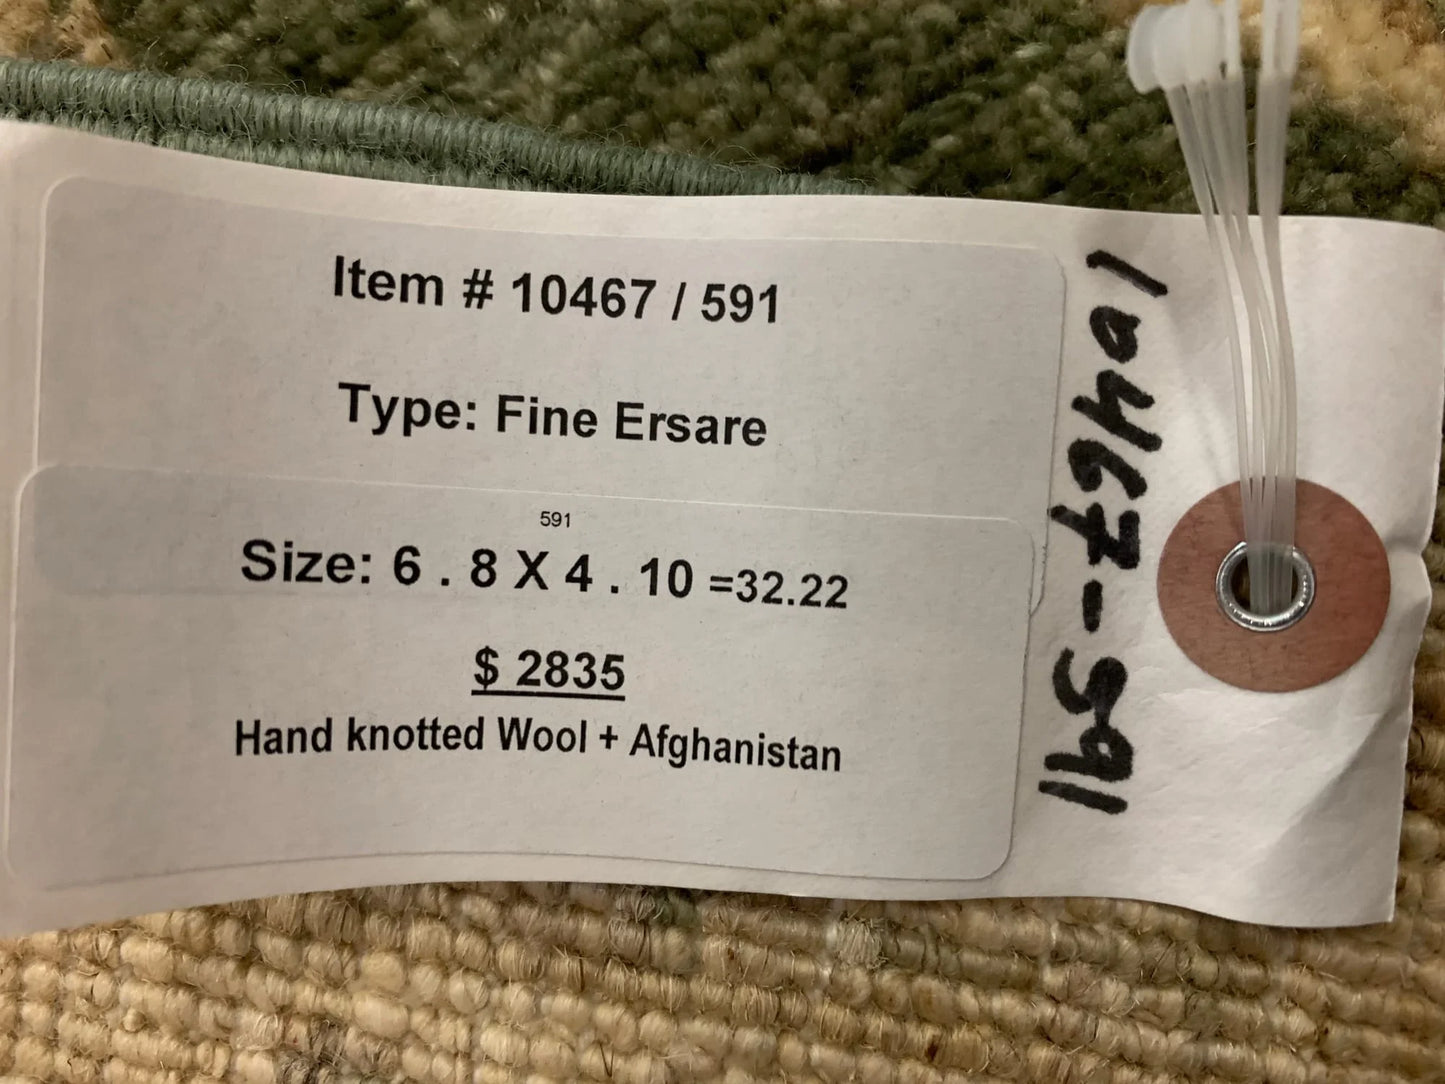 Item # 10467 / 591
Type: Fine Ersare
591
Size: 6 . 8 X 4 . 10 =32.22
$ 2835
Hand knotted Wool + Afghanistan
10467-591